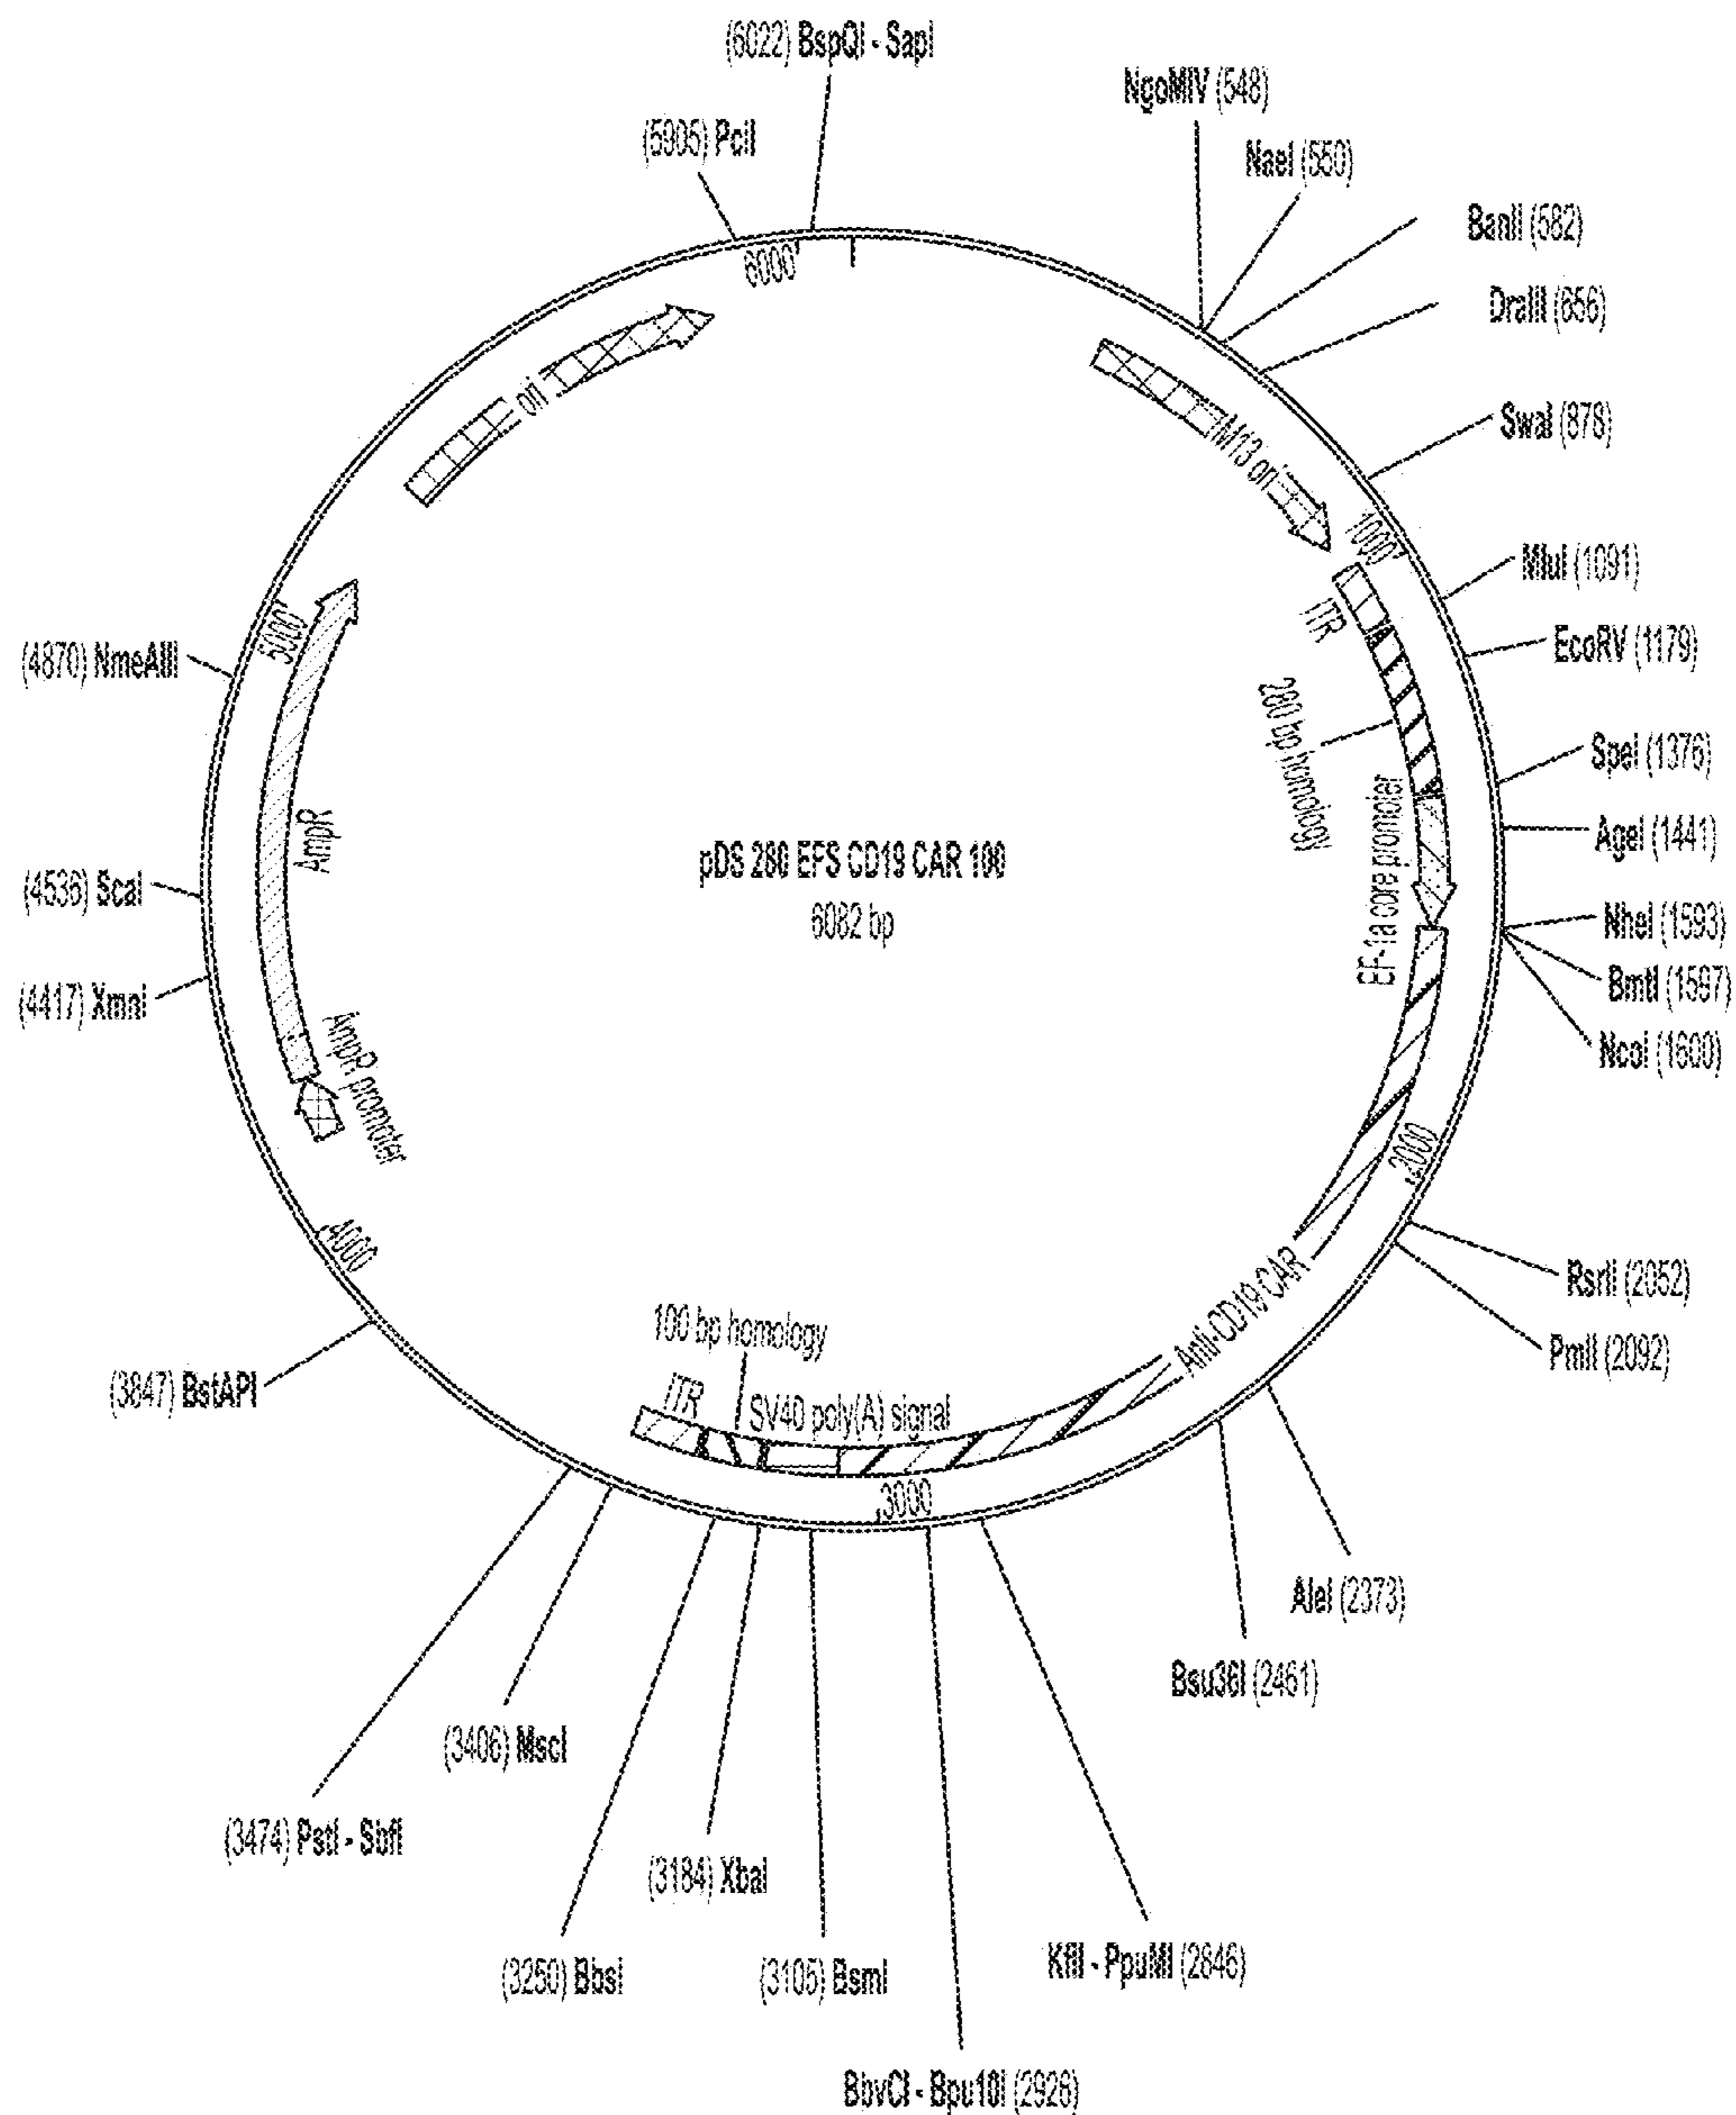 (6022) BspQI - SapI
(5905) PciI
NgoMIV (548)
NaeI (550)
BanII (582)
DraIII (656)
SwaI (878)
MluI (1091)
EcoRV (1179)
SpeI (1376)
AgeI (1441)
NheI (1593)
BmtI (1597)
NcoI (1600)
RsrII (2052)
PmlI (2092)
AleI (2373)
Bsu36I (2461)
KflI - PpuMI (2846)
BbvCI - Bpu10I (2926)
(3105) BsmI
(3184) XbaI
(3250) BbsI
(3406) MscI
(3474) PstI - SbfI
(3847) BstAPI
(4417) XmnI
(4536) ScaI
(4870) NmeAIII
6000
1000
2000
3000
4000
5000
ori
M13 ori
ITR
280 bp homology
EF-1a core promoter
Anti-CD19 CAR
SV40 poly(A) signal
100 bp homology
ITR
AmpR promoter
AmpR
pDS 280 EFS CD19 CAR 100
6082 bp